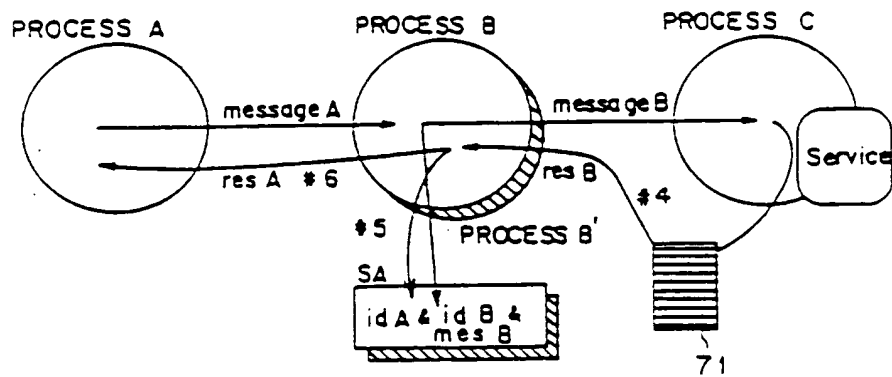 PROCESS A
PROCESS B
PROCESS C
message A
message B
Service
res A #6
res B
#4
#5
PROCESS B'
SA
id A & id B &
mes B
71